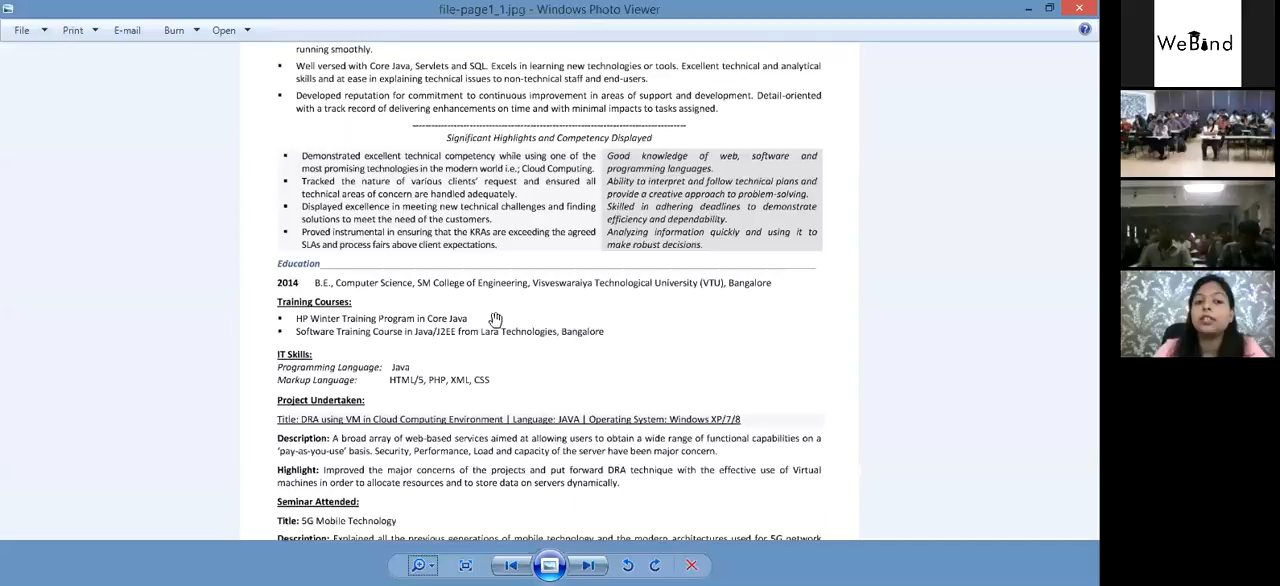 file-page1_1.jpg - Windows Photo Viewer
File Print E-mail Burn Open
running smoothly.
Well versed with Core Java, Servlets and SQL. Excels in learning new technologies or tools. Excellent technical and analytical
skills and at ease in explaining technical issues to non-technical staff and end-users.
Developed reputation for commitment to continuous improvement in areas of support and development. Detail-oriented
with a track record of delivering enhancements on time and with minimal impacts to tasks assigned.
Significant Highlights and Competency Displayed
Demonstrated excellent technical competency while using one of the
most promising technologies in the modern world i.e.; Cloud Computing.
Tracked the nature of various clients' request and ensured all
technical areas of concern are handled adequately.
Displayed excellence in meeting new technical challenges and finding
solutions to meet the need of the customers.
Proved instrumental in ensuring that the KRAs are exceeding the agreed
SLAs and process fairs above client expectations.
Good knowledge of web, software and
programming languages.
Ability to interpret and follow technical plans and
provide a creative approach to problem-solving.
Skilled in adhering deadlines to demonstrate
efficiency and dependability.
Analyzing information quickly and using it to
make robust decisions.
Education
2014 B.E., Computer Science, SM College of Engineering, Visveswaraiya Technological University (VTU), Bangalore
Training Courses:
HP Winter Training Program in Core Java
Software Training Course in Java/J2EE from Lara Technologies, Bangalore
IT Skills:
Programming Language: Java
Markup Language: HTML/5, PHP, XML, CSS
Project Undertaken:
Title: DRA using VM in Cloud Computing Environment | Language: JAVA | Operating System: Windows XP/7/8
Description: A broad array of web-based services aimed at allowing users to obtain a wide range of functional capabilities on a
'pay-as-you-use' basis. Security, Performance, Load and capacity of the server have been major concern.
Highlight: Improved the major concerns of the projects and put forward DRA technique with the effective use of Virtual
machines in order to allocate resources and to store data on servers dynamically.
Seminar Attended:
Title: 5G Mobile Technology
Description: Explained all the previous generations of mobile technology and the modern architectures used for 5G network
WeBind